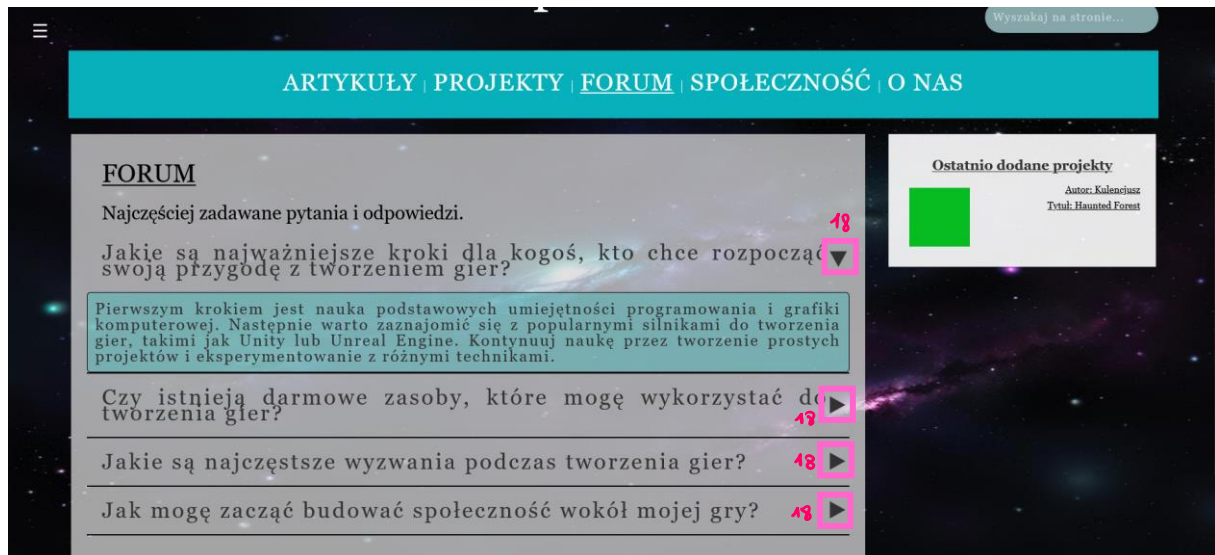 ☰
Wyszukaj na stronie...
ARTYKUŁY | PROJEKTY | FORUM | SPOŁECZNOŚĆ | O NAS
FORUM
Najczęściej zadawane pytania i odpowiedzi.
18
Jakie są najważniejsze kroki dla kogoś, kto chce rozpocząć ▼
swoją przygodę z tworzeniem gier?
Pierwszym krokiem jest nauka podstawowych umiejętności programowania i grafiki
komputerowej. Następnie warto zaznajomić się z popularnymi silnikami do tworzenia
gier, takimi jak Unity lub Unreal Engine. Kontynuuj naukę przez tworzenie prostych
projektów i eksperymentowanie z różnymi technikami.
Czy istnieją darmowe zasoby, które mogę wykorzystać do ▶
tworzenia gier? 18
Jakie są najczęstsze wyzwania podczas tworzenia gier? 18 ▶
Jak mogę zacząć budować społeczność wokół mojej gry? 18 ▶
Ostatnio dodane projekty
Autor: Kulencjusz
Tytuł: Haunted Forest